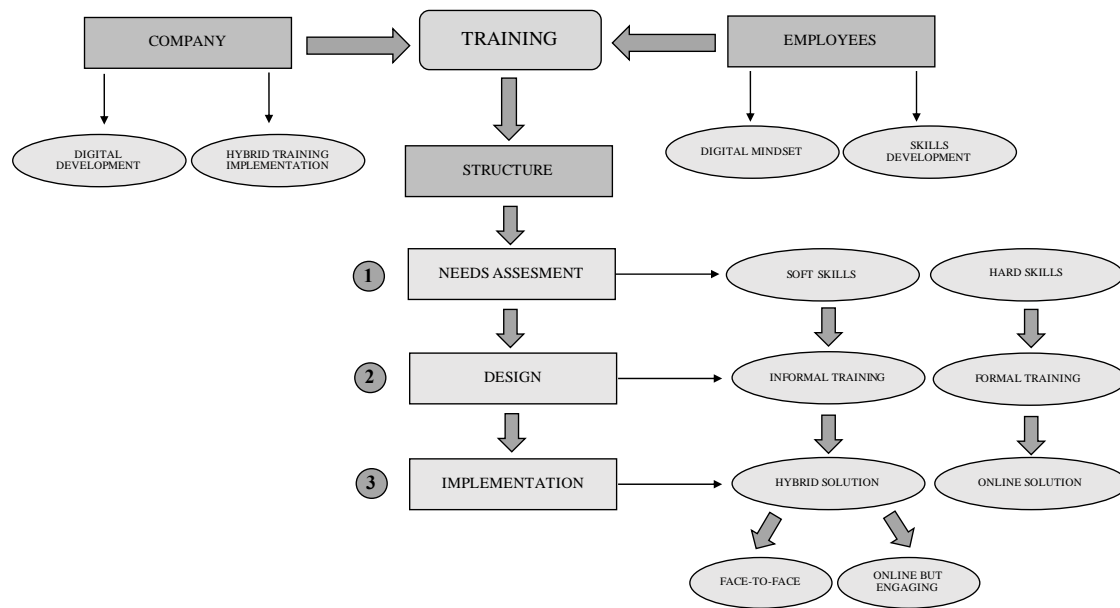 COMPANY
TRAINING
EMPLOYEES
DIGITAL
DEVELOPMENT
HYBRID TRAINING
IMPLEMENTATION
DIGITAL MINDSET
SKILLS
DEVELOPMENT
STRUCTURE
1
NEEDS ASSESMENT
SOFT SKILLS
HARD SKILLS
2
DESIGN
INFORMAL TRAINING
FORMAL TRAINING
3
IMPLEMENTATION
HYBRID SOLUTION
ONLINE SOLUTION
FACE-TO-FACE
ONLINE BUT
ENGAGING